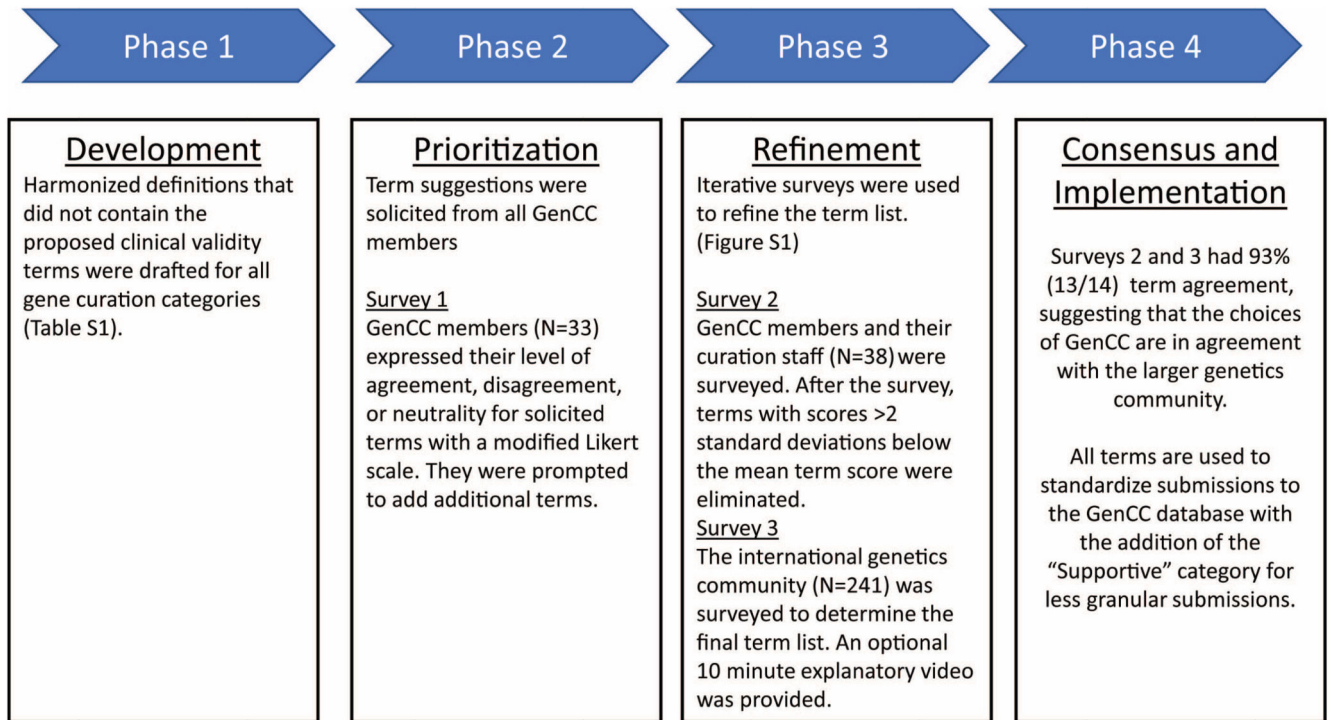 Phase 1
Phase 2
Phase 3
Phase 4
Development
Harmonized definitions that
did not contain the
proposed clinical validity
terms were drafted for all
gene curation categories
(Table S1).
Prioritization
Term suggestions were
solicited from all GenCC
members
Survey 1
GenCC members (N=33)
expressed their level of
agreement, disagreement,
or neutrality for solicited
terms with a modified Likert
scale. They were prompted
to add additional terms.
Refinement
Iterative surveys were used
to refine the term list.
(Figure S1)
Survey 2
GenCC members and their
curation staff (N=38) were
surveyed. After the survey,
terms with scores >2
standard deviations below
the mean term score were
eliminated.
Survey 3
The international genetics
community (N=241) was
surveyed to determine the
final term list. An optional
10 minute explanatory video
was provided.
Consensus and
Implementation
Surveys 2 and 3 had 93%
(13/14) term agreement,
suggesting that the choices
of GenCC are in agreement
with the larger genetics
community.
All terms are used to
standardize submissions to
the GenCC database with
the addition of the
“Supportive” category for
less granular submissions.